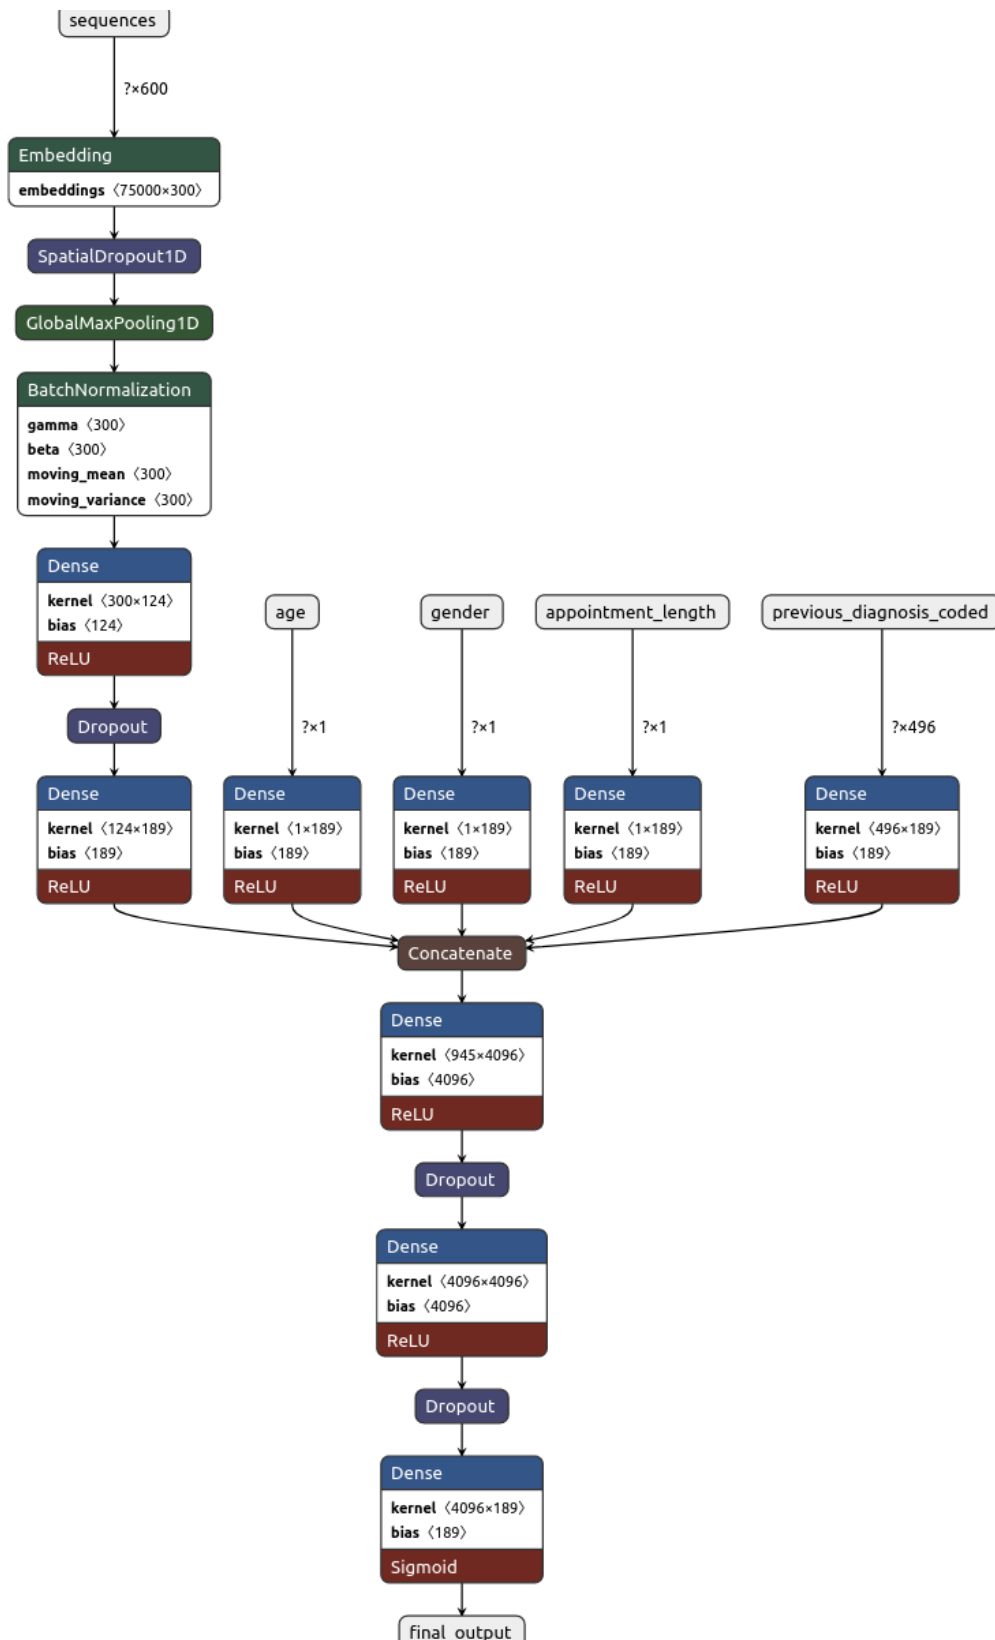 sequences
?×600
Embedding
embeddings 〈75000×300〉
SpatialDropout1D
GlobalMaxPooling1D
BatchNormalization
gamma 〈300〉
beta 〈300〉
moving_mean 〈300〉
moving_variance 〈300〉
Dense
kernel 〈300×124〉
bias 〈124〉
ReLU
Dropout
Dense
kernel 〈124×189〉
bias 〈189〉
ReLU
age
?×1
Dense
kernel 〈1×189〉
bias 〈189〉
ReLU
gender
?×1
Dense
kernel 〈1×189〉
bias 〈189〉
ReLU
appointment_length
?×1
Dense
kernel 〈1×189〉
bias 〈189〉
ReLU
previous_diagnosis_coded
?×496
Dense
kernel 〈496×189〉
bias 〈189〉
ReLU
Concatenate
Dense
kernel 〈945×4096〉
bias 〈4096〉
ReLU
Dropout
Dense
kernel 〈4096×4096〉
bias 〈4096〉
ReLU
Dropout
Dense
kernel 〈4096×189〉
bias 〈189〉
Sigmoid
final_output